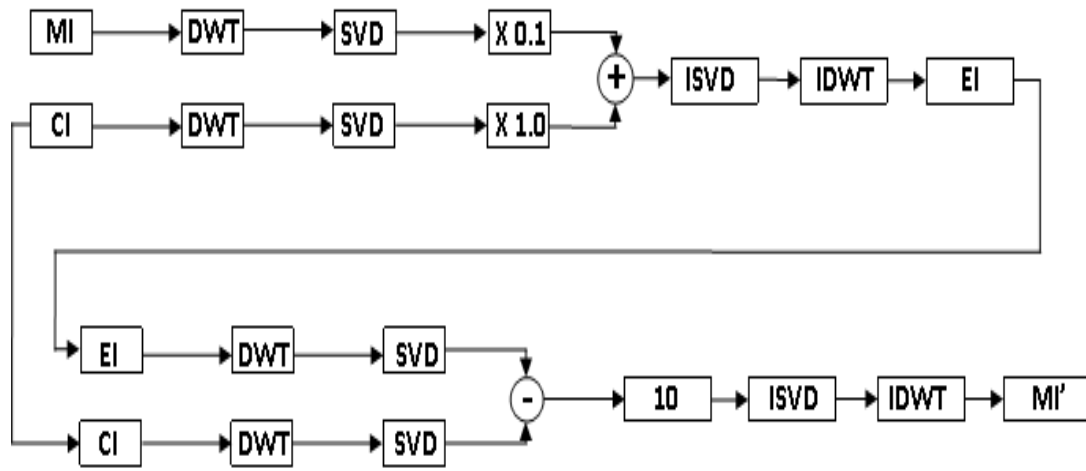 MI DWT SVD X 0.1
+ ISVD IDWT EI
CI DWT SVD X 1.0
EI DWT SVD
- 10 ISVD IDWT MI'
CI DWT SVD